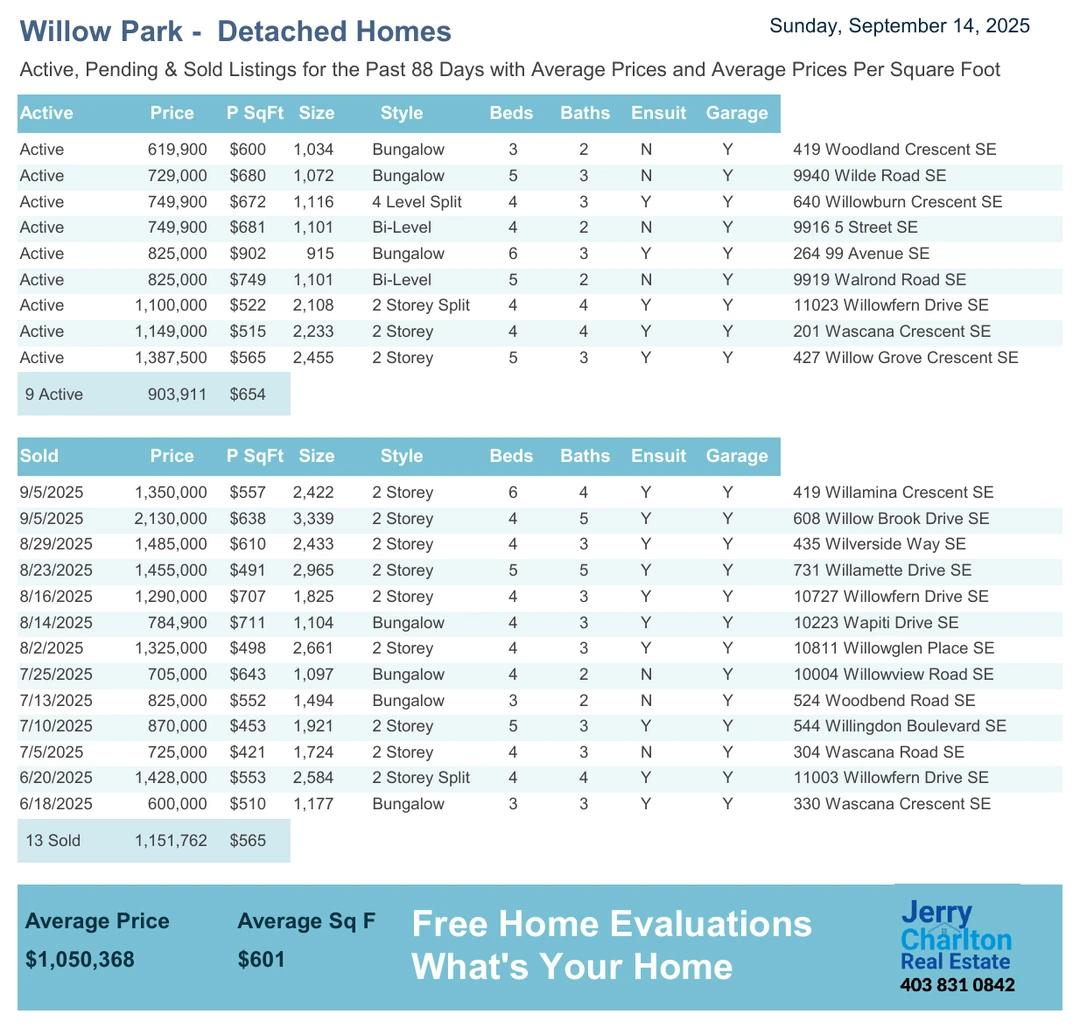 Willow Park - Detached Homes
Sunday, September 14, 2025
Active, Pending & Sold Listings for the Past 88 Days with Average Prices and Average Prices Per Square Foot
Active Price P SqFt Size Style Beds Baths Ensuit Garage
Active 619,900 $600 1,034 Bungalow 3 2 N Y 419 Woodland Crescent SE
Active 729,000 $680 1,072 Bungalow 5 3 N Y 9940 Wilde Road SE
Active 749,900 $672 1,116 4 Level Split 4 3 Y Y 640 Willowburn Crescent SE
Active 749,900 $681 1,101 Bi-Level 4 2 N Y 9916 5 Street SE
Active 825,000 $902 915 Bungalow 6 3 Y Y 264 99 Avenue SE
Active 825,000 $749 1,101 Bi-Level 5 2 N Y 9919 Walrond Road SE
Active 1,100,000 $522 2,108 2 Storey Split 4 4 Y Y 11023 Willowfern Drive SE
Active 1,149,000 $515 2,233 2 Storey 4 4 Y Y 201 Wascana Crescent SE
Active 1,387,500 $565 2,455 2 Storey 5 3 Y Y 427 Willow Grove Crescent SE
9 Active 903,911 $654
Sold Price P SqFt Size Style Beds Baths Ensuit Garage
9/5/2025 1,350,000 $557 2,422 2 Storey 6 4 Y Y 419 Willamina Crescent SE
9/5/2025 2,130,000 $638 3,339 2 Storey 4 5 Y Y 608 Willow Brook Drive SE
8/29/2025 1,485,000 $610 2,433 2 Storey 4 3 Y Y 435 Wilverside Way SE
8/23/2025 1,455,000 $491 2,965 2 Storey 5 5 Y Y 731 Willamette Drive SE
8/16/2025 1,290,000 $707 1,825 2 Storey 4 3 Y Y 10727 Willowfern Drive SE
8/14/2025 784,900 $711 1,104 Bungalow 4 3 Y Y 10223 Wapiti Drive SE
8/2/2025 1,325,000 $498 2,661 2 Storey 4 3 Y Y 10811 Willowglen Place SE
7/25/2025 705,000 $643 1,097 Bungalow 4 2 N Y 10004 Willowview Road SE
7/13/2025 825,000 $552 1,494 Bungalow 3 2 N Y 524 Woodbend Road SE
7/10/2025 870,000 $453 1,921 2 Storey 5 3 Y Y 544 Willingdon Boulevard SE
7/5/2025 725,000 $421 1,724 2 Storey 4 3 N Y 304 Wascana Road SE
6/20/2025 1,428,000 $553 2,584 2 Storey Split 4 4 Y Y 11003 Willowfern Drive SE
6/18/2025 600,000 $510 1,177 Bungalow 3 3 Y Y 330 Wascana Crescent SE
13 Sold 1,151,762 $565
Average Price Average Sq F
$1,050,368 $601
Free Home Evaluations
What's Your Home
Jerry
Charlton
Real Estate
403 831 0842